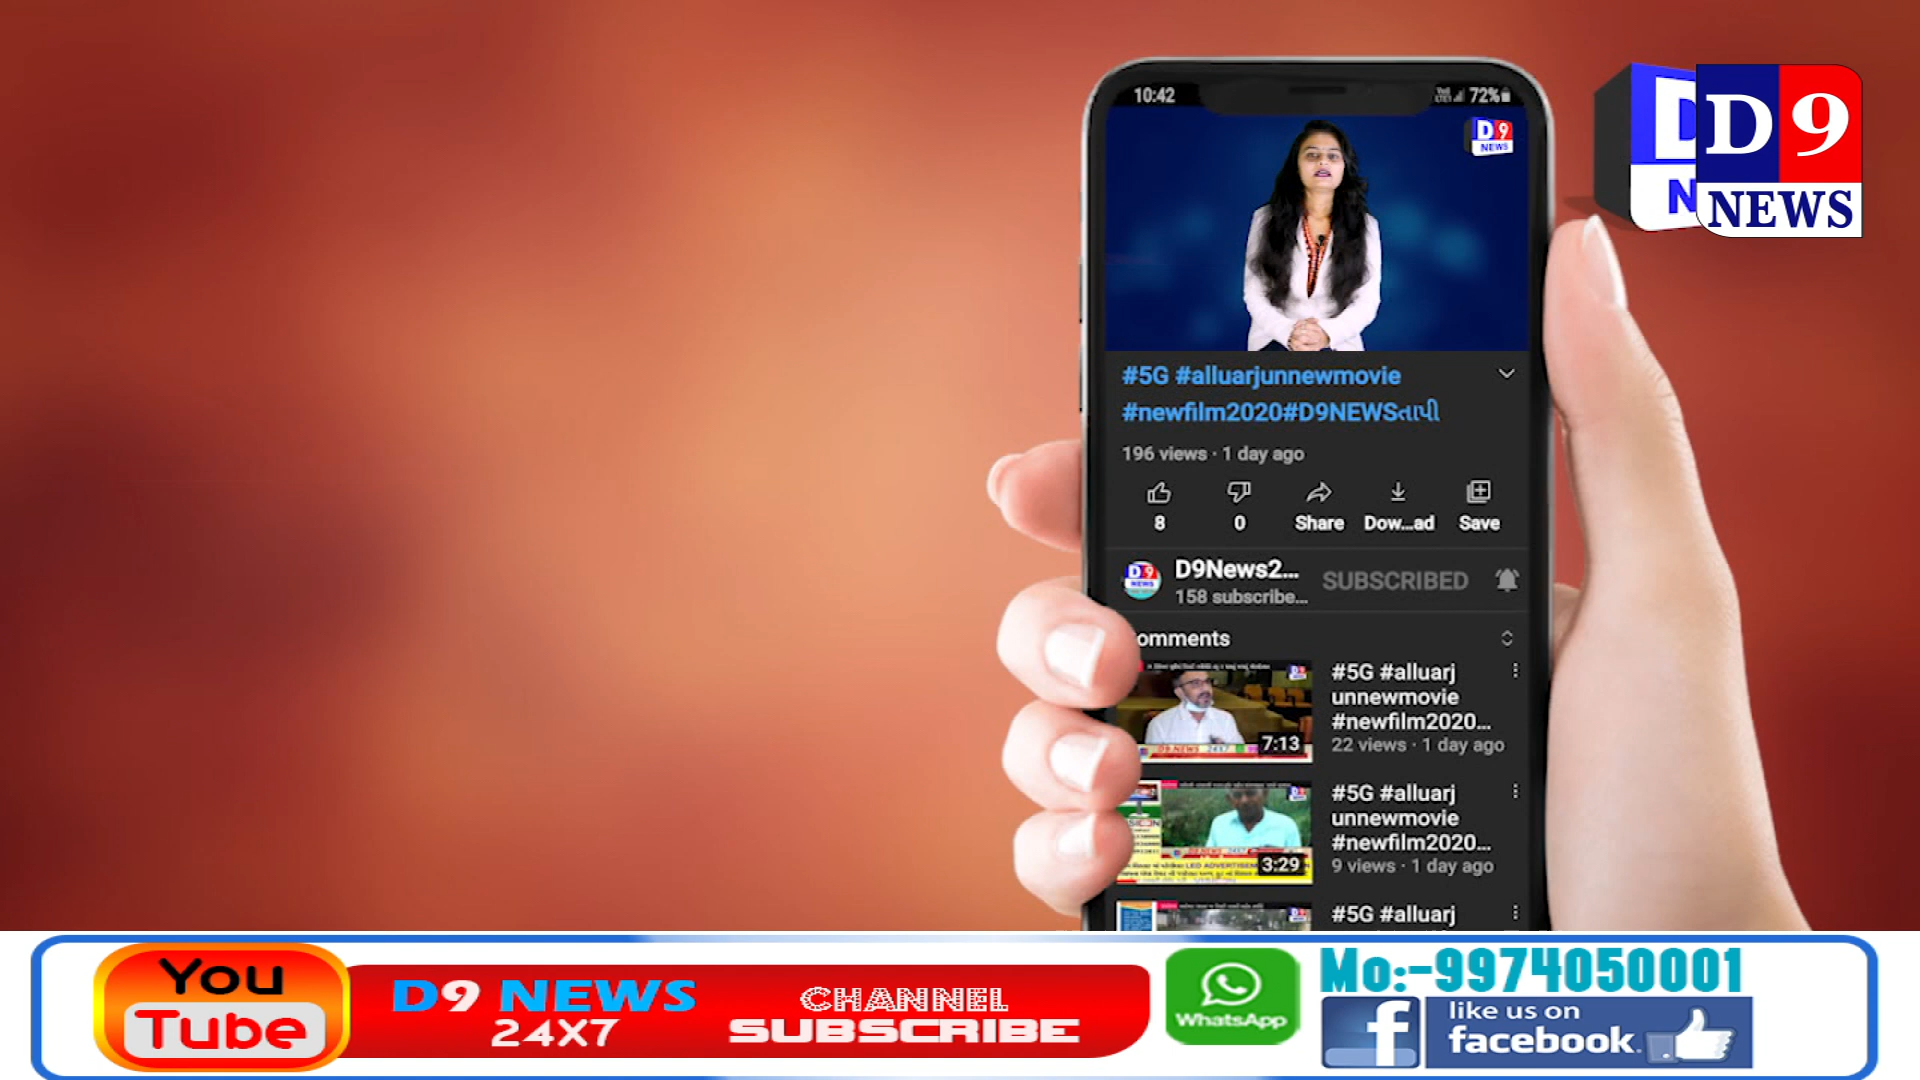 10:42
72%
D9
NEWS
D9
NEWS
D
N
#5G #alluarjunnewmovie
#newfilm2020#D9NEWSતાપી
196 views · 1 day ago
8
0
Share
Dow...ad
Save
D9News2...
158 subscribe...
SUBSCRIBED
omments
#5G #alluarj
unnewmovie
#newfilm2020...
22 views · 1 day ago
7:13
#5G #alluarj
unnewmovie
#newfilm2020...
9 views · 1 day ago
3:29
#5G #alluarj
You
Tube
D9 NEWS
24X7
CHANNEL
SUBSCRIBE
WhatsApp
Mo:-9974050001
like us on
facebook.